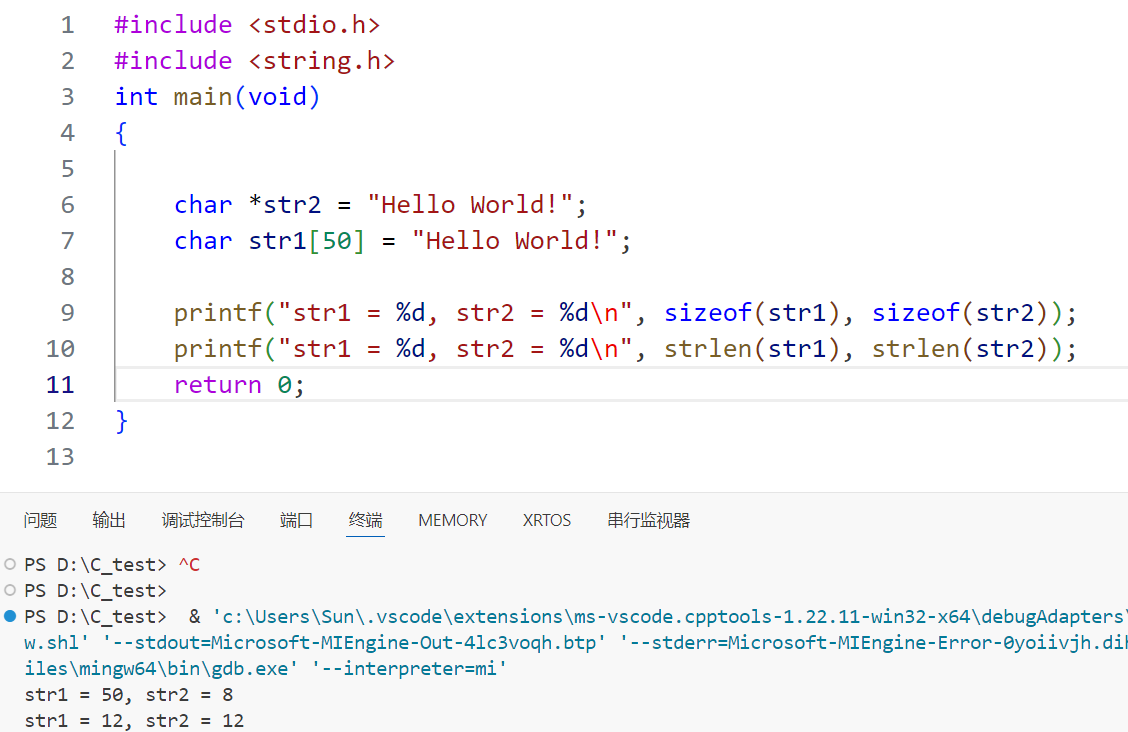 1 #include <stdio.h>
2 #include <string.h>
3 int main(void)
4 {
5
6 char *str2 = "Hello World!";
7 char str1[50] = "Hello World!";
8
9 printf("str1 = %d, str2 = %d\n", sizeof(str1), sizeof(str2));
10 printf("str1 = %d, str2 = %d\n", strlen(str1), strlen(str2));
11 return 0;
12 }
13
问题 输出 调试控制台 端口 终端 MEMORY XRTOS 串行监视器
PS D:\C_test> ^C
PS D:\C_test>
PS D:\C_test> & 'c:\Users\Sun\.vscode\extensions\ms-vscode.cpptools-1.22.11-win32-x64\debugAdapters\
w.shl' '--stdout=Microsoft-MIEngine-Out-4lc3voqh.btp' '--stderr=Microsoft-MIEngine-Error-0yoiivjh.dih
iles\mingw64\bin\gdb.exe' '--interpreter=mi'
str1 = 50, str2 = 8
str1 = 12, str2 = 12